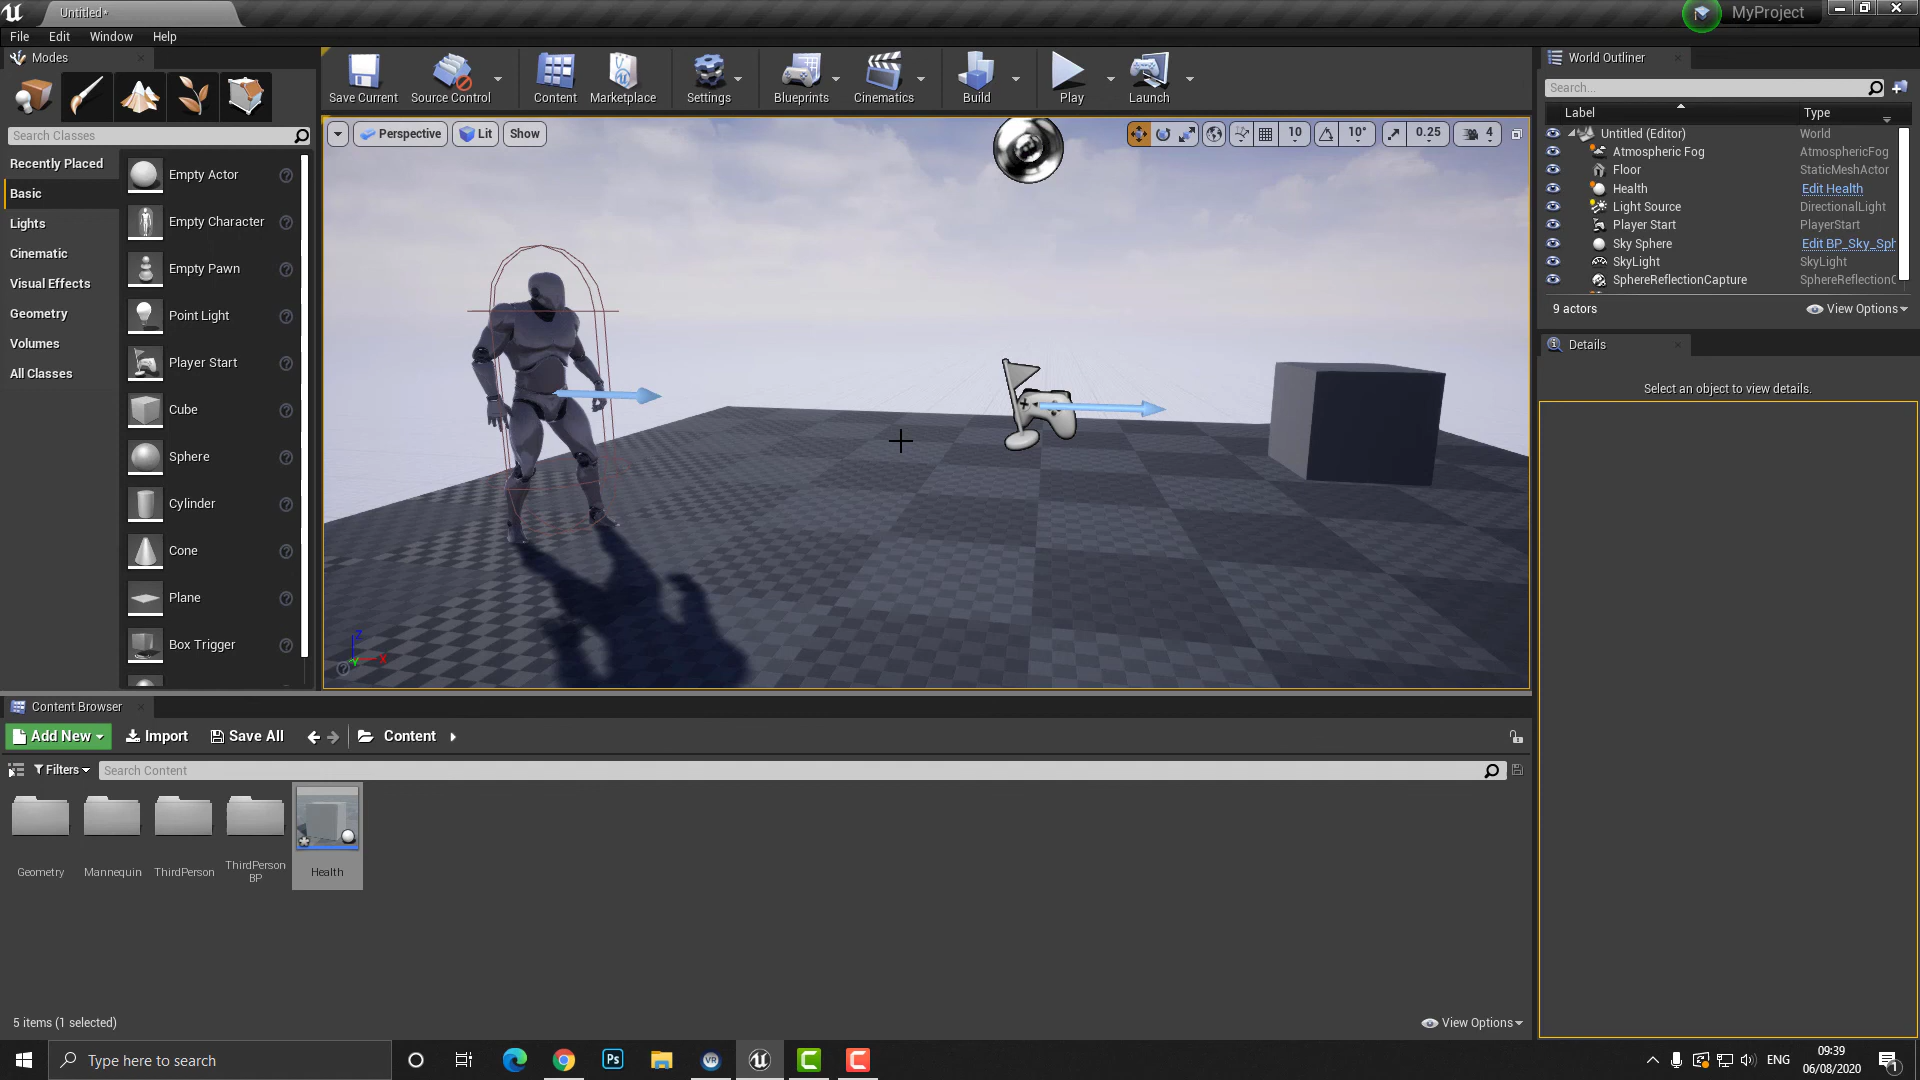 Untitled*
MyProject
File Edit Window Help
Modes
Save Current
Source Control
Content
Marketplace
Settings
Blueprints
Cinematics
Build
Play
Launch
Search Classes
Recently Placed
Basic
Lights
Cinematic
Visual Effects
Geometry
Volumes
All Classes
Empty Actor
Empty Character
Empty Pawn
Point Light
Player Start
Cube
Sphere
Cylinder
Cone
Plane
Box Trigger
Perspective
Lit
Show
10
10°
0.25
4
Z
Y
X
World Outliner
Search...
Label Type
Untitled (Editor) World
Atmospheric Fog AtmosphericFog
Floor StaticMeshActor
Health Edit Health
Light Source DirectionalLight
Player Start PlayerStart
Sky Sphere Edit BP_Sky_Sph
SkyLight SkyLight
SphereReflectionCapture SphereReflectionC
9 actors
View Options
Details
Select an object to view details.
Content Browser
Add New
Import
Save All
Content
Filters
Search Content
Geometry
Mannequin
ThirdPerson
ThirdPerson
BP
Health
5 items (1 selected)
View Options
Type here to search
Ps
VR
ENG
09:39
06/08/2020
1